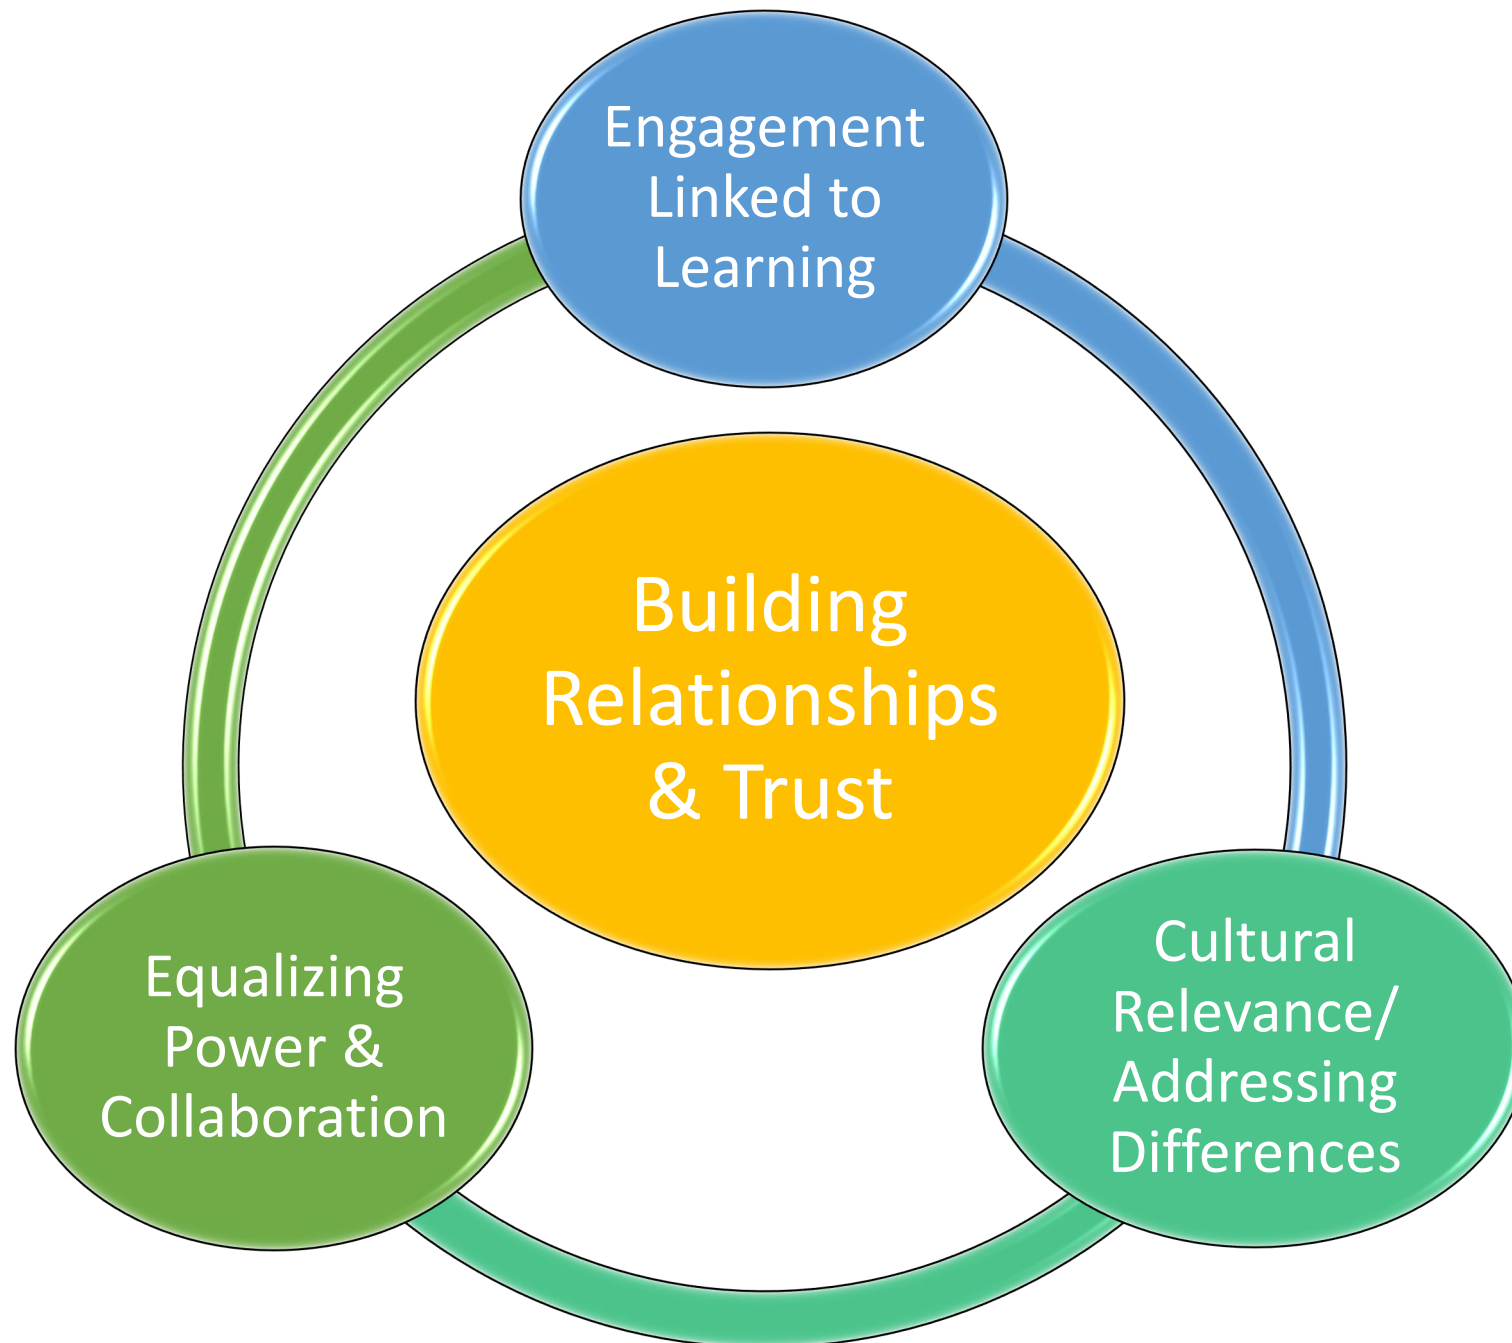 Engagement
Linked to
Learning
Building
Relationships
& Trust
Equalizing
Power &
Collaboration
Cultural
Relevance/
Addressing
Differences